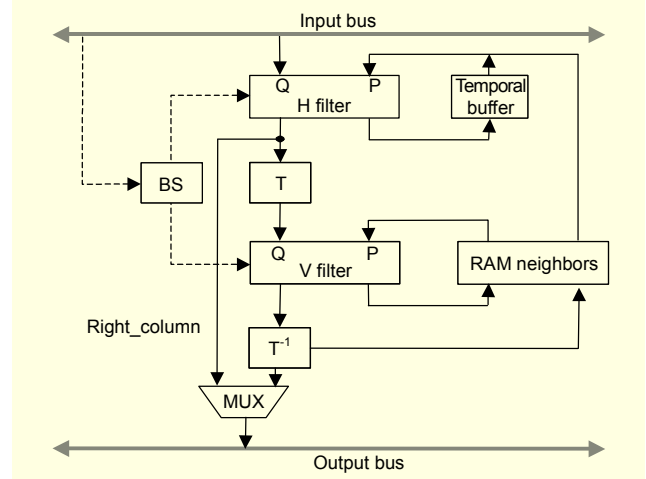 Input bus
Q
P
H filter
Temporal
buffer
BS
T
Q
P
V filter
RAM neighbors
Right_column
T-1
MUX
Output bus